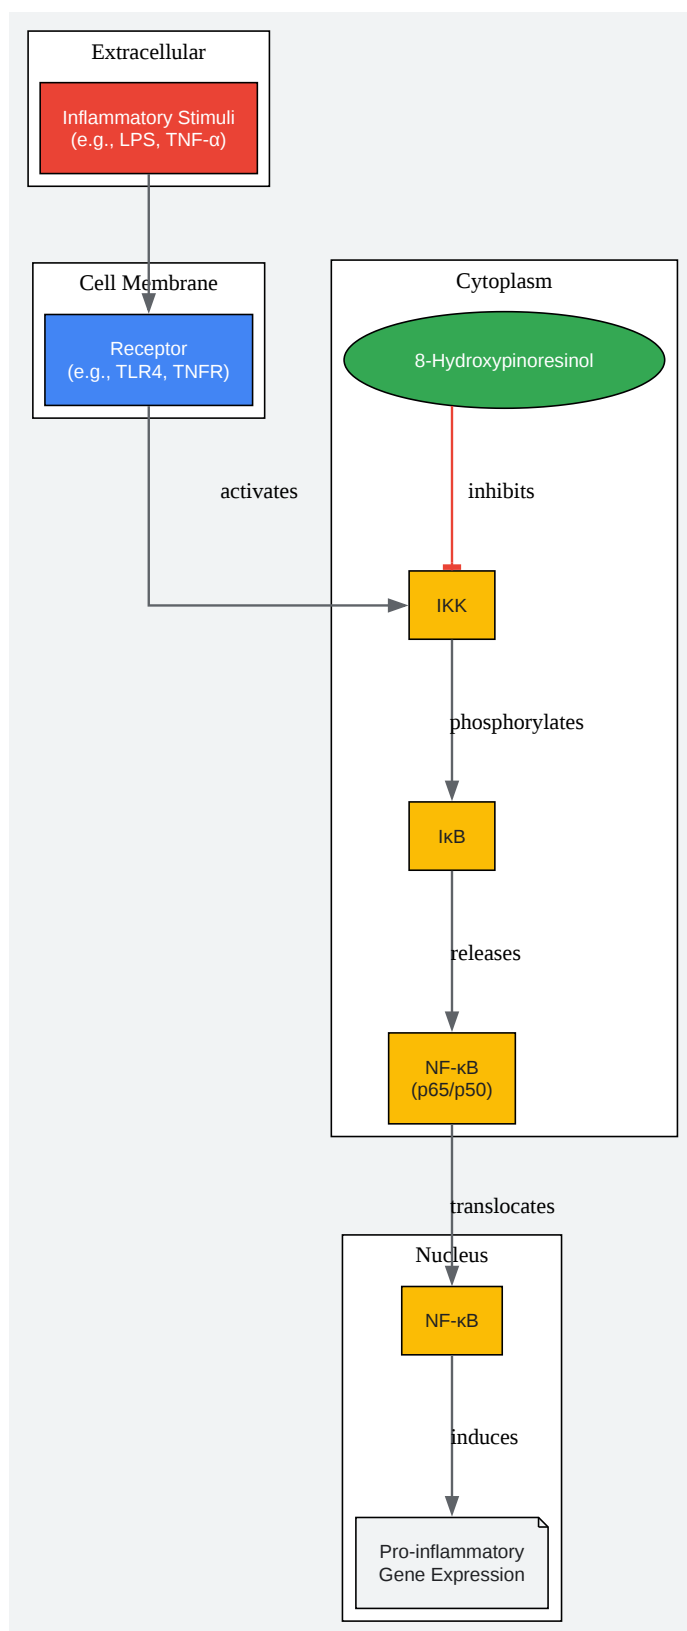 Extracellular
Inflammatory Stimuli
(e.g., LPS, TNF-α)
Cell Membrane
Receptor
(e.g., TLR4, TNFR)
Cytoplasm
8-Hydroxypinoresinol
activates
inhibits
IKK
phosphorylates
IκB
releases
NF-κB
(p65/p50)
translocates
Nucleus
NF-κB
induces
Pro-inflammatory
Gene Expression